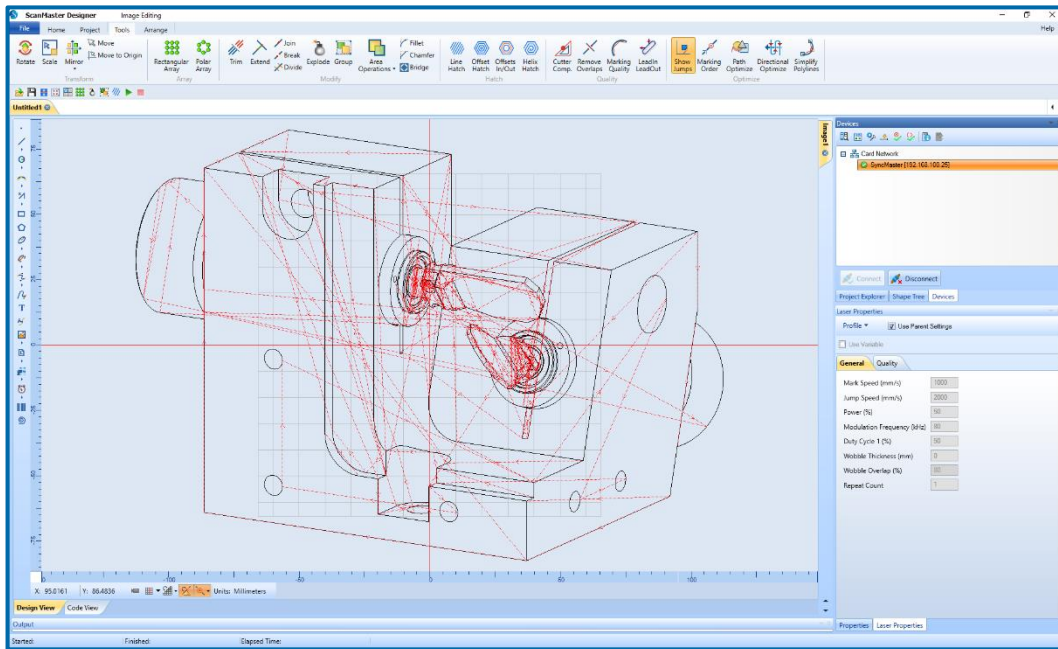 ScanMaster Designer Image Editing
File Home Project Tools Arrange Help
Rotate Scale Mirror Move Move to Origin Rectangular Array Polar Array Trim Extend Join Break Divide Explode Group Area Operations Fillet Chamfer Bridge Line Hatch Offset Hatch Offsets In/Out Helix Hatch Cutter Comp. Remove Overlaps Marking Quality LeadIn LeadOut Show Jumps Marking Order Path Optimize Directional Optimize Simplify Polylines
Transform Array Modify Hatch Quality Optimize
Untitled1
Image1
Devices
Card Network
SyncMaster [192.168.100.25]
Connect Disconnect
Project Explorer Shape Tree Devices
Laser Properties
Profile Use Parent Settings
Use Variable
General Quality
Mark Speed (mm/s) 1000
Jump Speed (mm/s) 2000
Power (%) 50
Modulation Frequency (kHz) 80
Duty Cycle 1 (%) 50
Wobble Thickness (mm) 0
Wobble Overlap (%)
Repeat Count 1
-100 -50 0 50 100
X: 95.0161 Y: 86.4836 Units: Millimeters
Design View Code View
Output
Properties Laser Properties
Started: Finished: Elapsed Time: